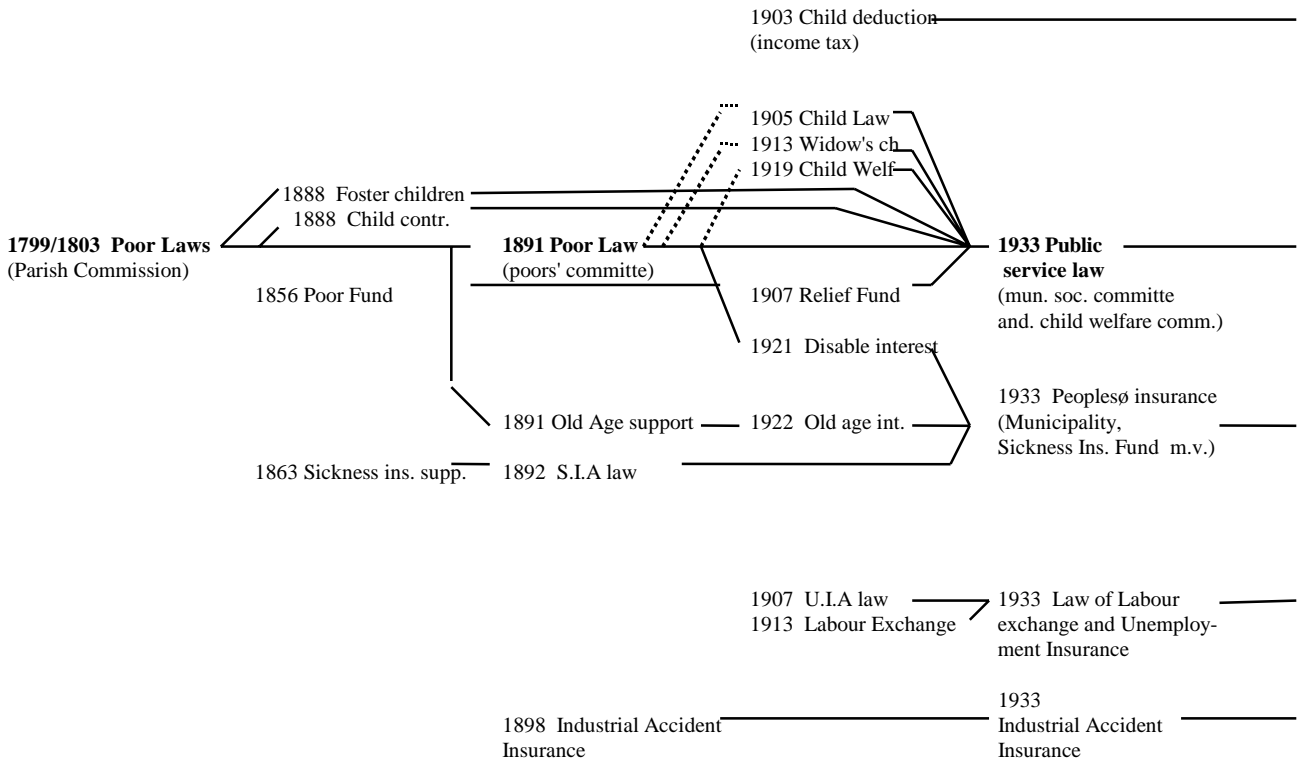 1903 Child deduction
(income tax)
1905 Child Law
1913 Widow's ch
1919 Child Welf
1888 Foster children
1888 Child contr.
1799/1803 Poor Laws
(Parish Commission)
1891 Poor Law
(poors' committe)
1933 Public
service law
(mun. soc. committe
and. child welfare comm.)
1856 Poor Fund
1907 Relief Fund
1921 Disable interest
1933 Peoplesø insurance
(Municipality,
Sickness Ins. Fund m.v.)
1891 Old Age support
1922 Old age int.
1863 Sickness ins. supp.
1892 S.I.A law
1907 U.I.A law
1913 Labour Exchange
1933 Law of Labour
exchange and Unemploy-
ment Insurance
1898 Industrial Accident
Insurance
1933
Industrial Accident
Insurance